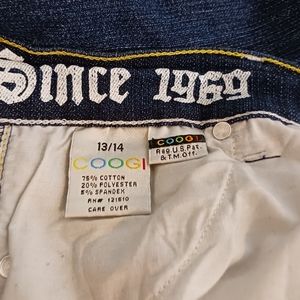 Since 1969
13/14
COOGI
75% COTTON
20% POLYESTER
5% SPANDEX
RN# 121510
CARE OVER
COOGI
Reg. U.S. Pat.
& T.M. Off.